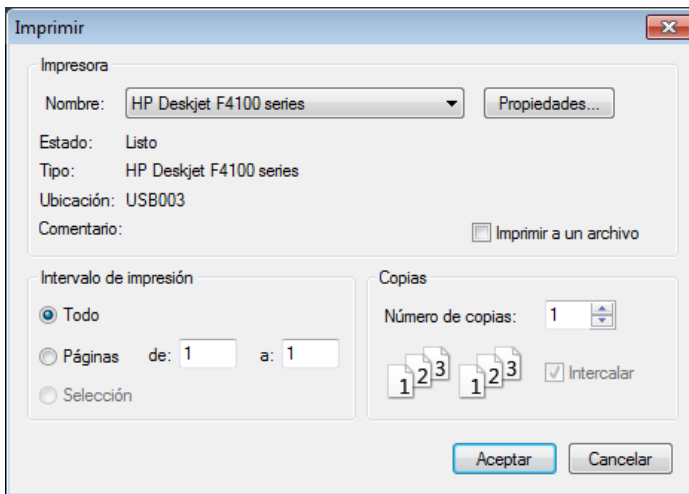 Imprimir
Impresora
Nombre: HP Deskjet F4100 series Propiedades...
Estado: Listo
Tipo: HP Deskjet F4100 series
Ubicación: USB003
Comentario: Imprimir a un archivo
Intervalo de impresión
Todo
Páginas de: 1 a: 1
Selección
Copias
Número de copias: 1
1 2 3 1 2 3 Intercalar
Aceptar Cancelar